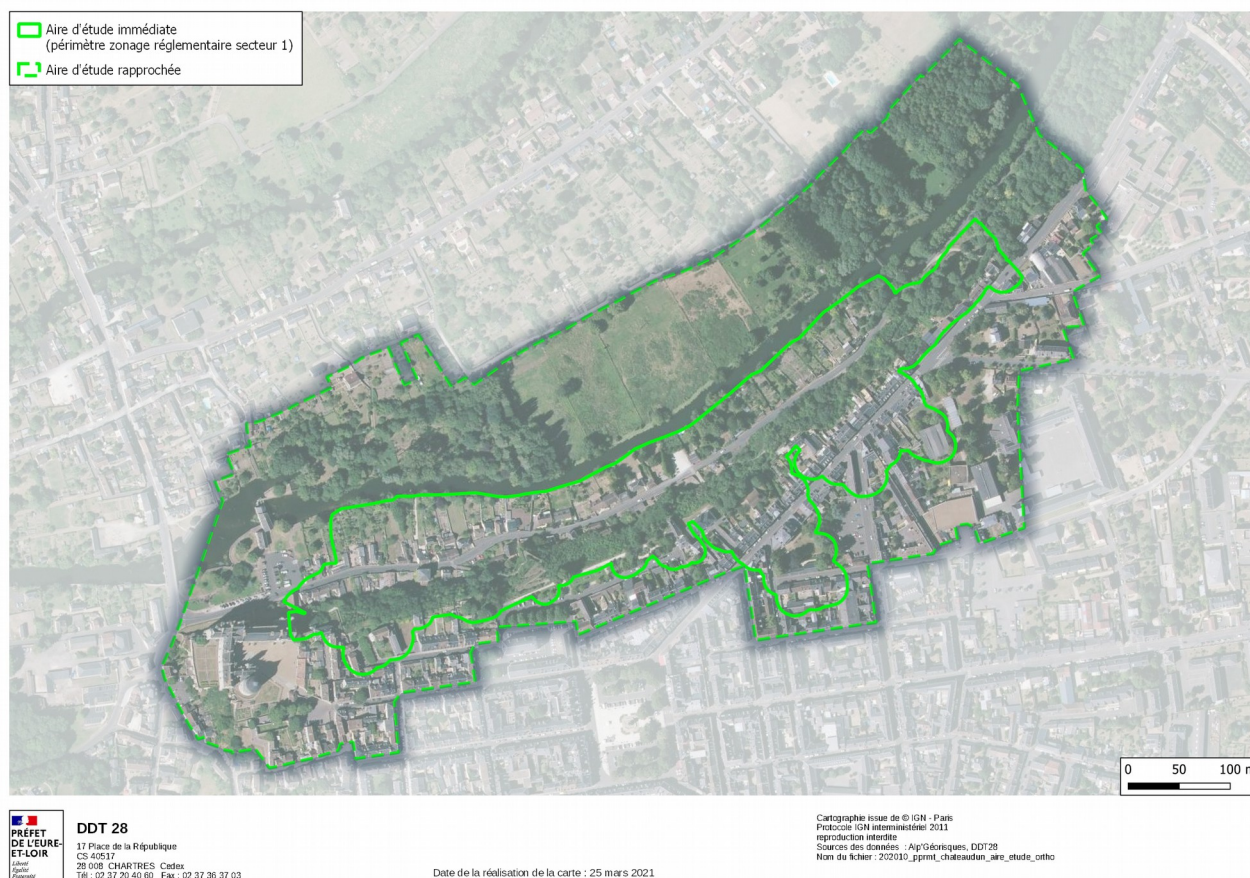 Aire d'étude immédiate
(périmètre zonage réglementaire secteur 1)
Aire d'étude rapprochée
0 50 100 m
PRÉFET
DE L'EURE-
ET-LOIR
Liberté
Égalité
Fraternité
DDT 28
17 Place de la République
CS 40517
28 008 CHARTRES Cedex
Tél : 02 37 20 40 60 Fax : 02 37 36 37 03
Date de la réalisation de la carte : 25 mars 2021
Cartographie issue de © IGN - Paris
Protocole IGN interministériel 2011
reproduction interdite
Sources des données : Alp'Géorisques, DDT28
Nom du fichier : 202010_pprmt_chateaudun_aire_etude_ortho